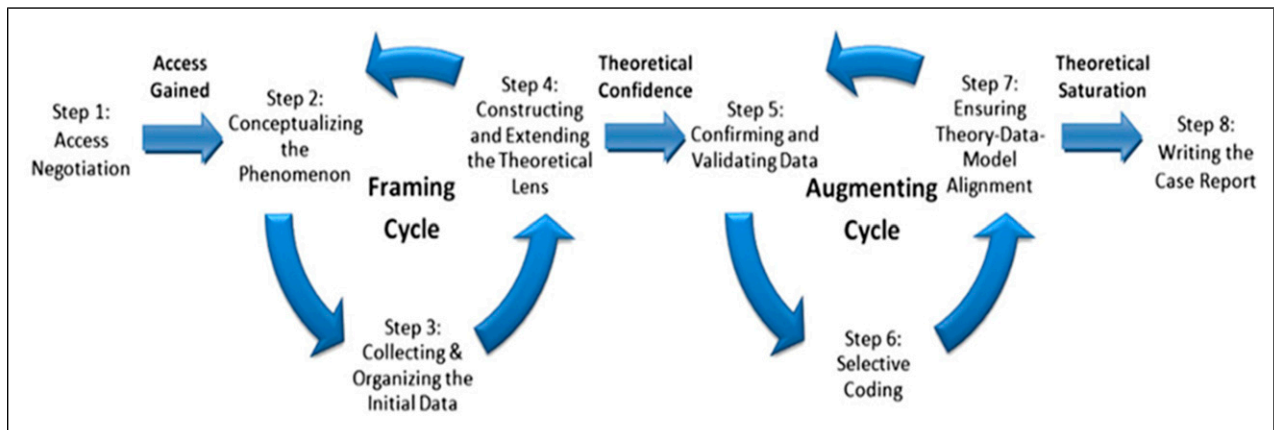 Step 1:
Access
Negotiation
Access
Gained
Step 2:
Conceptualizing
the
Phenomenon
Framing
Cycle
Step 3:
Collecting &
Organizing the
Initial Data
Step 4:
Constructing
and Extending
the Theoretical
Lens
Theoretical
Confidence
Step 5:
Confirming and
Validating Data
Augmenting
Cycle
Step 6:
Selective
Coding
Step 7:
Ensuring
Theory-Data-
Model
Alignment
Theoretical
Saturation
Step 8:
Writing the
Case Report